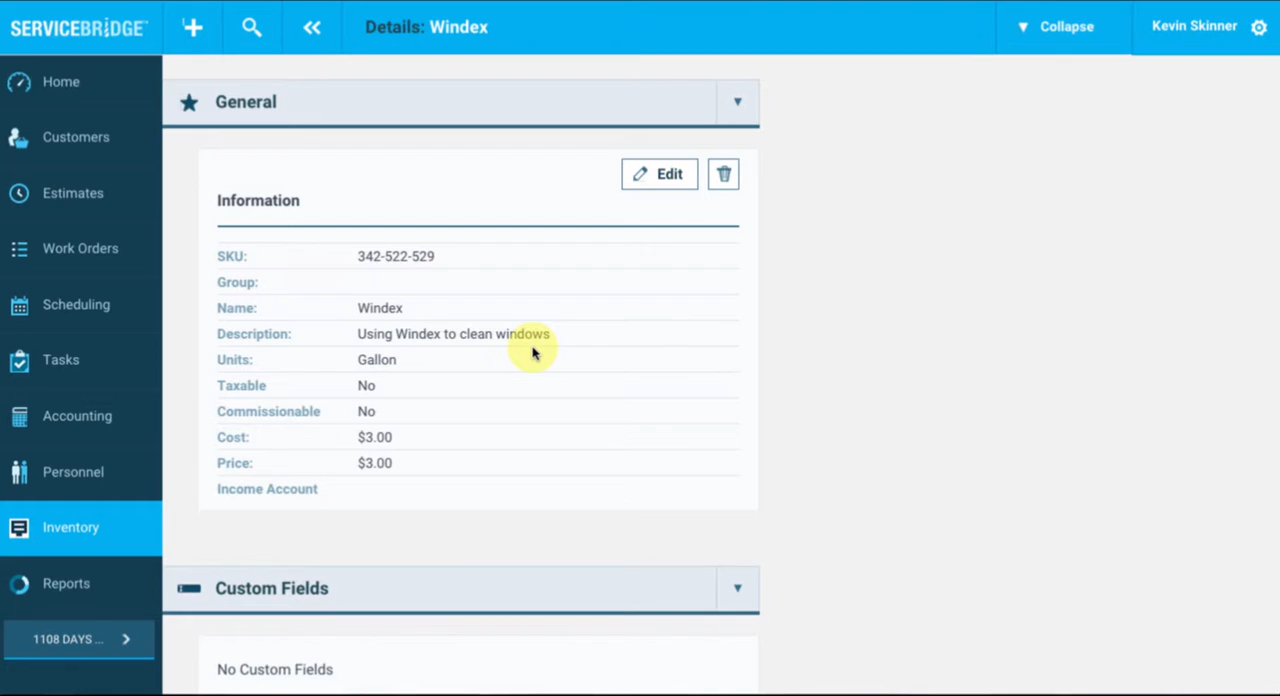 SERVICEBRIDGE™
Details: Windex
Collapse
Kevin Skinner
Home
Customers
Estimates
Work Orders
Scheduling
Tasks
Accounting
Personnel
Inventory
Reports
1108 DAYS ...
General
Edit
Information
SKU: 342-522-529
Group:
Name: Windex
Description: Using Windex to clean windows
Units: Gallon
Taxable No
Commissionable No
Cost: $3.00
Price: $3.00
Income Account
Custom Fields
No Custom Fields